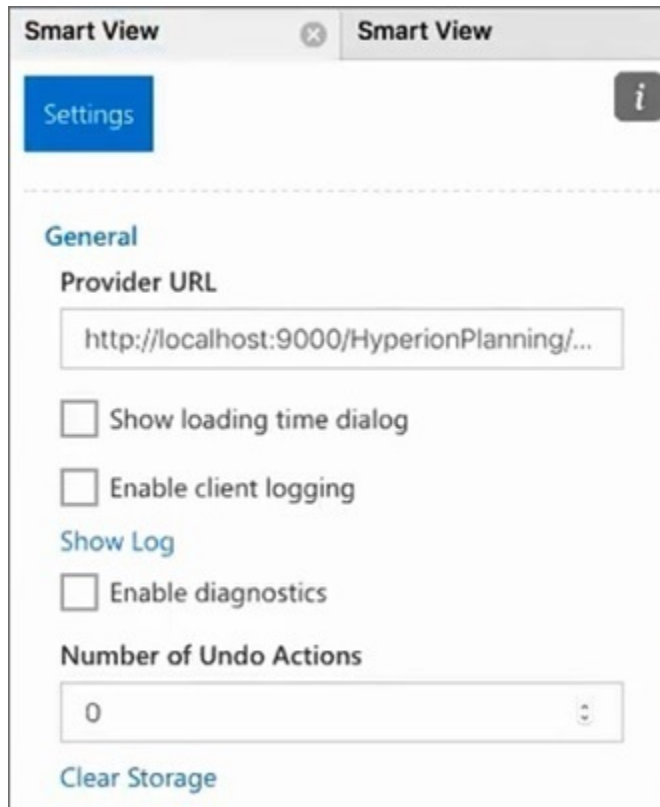 Smart View
Smart View
Settings
i
General
Provider URL
http://localhost:9000/HyperionPlanning/...
Show loading time dialog
Enable client logging
Show Log
Enable diagnostics
Number of Undo Actions
0
Clear Storage